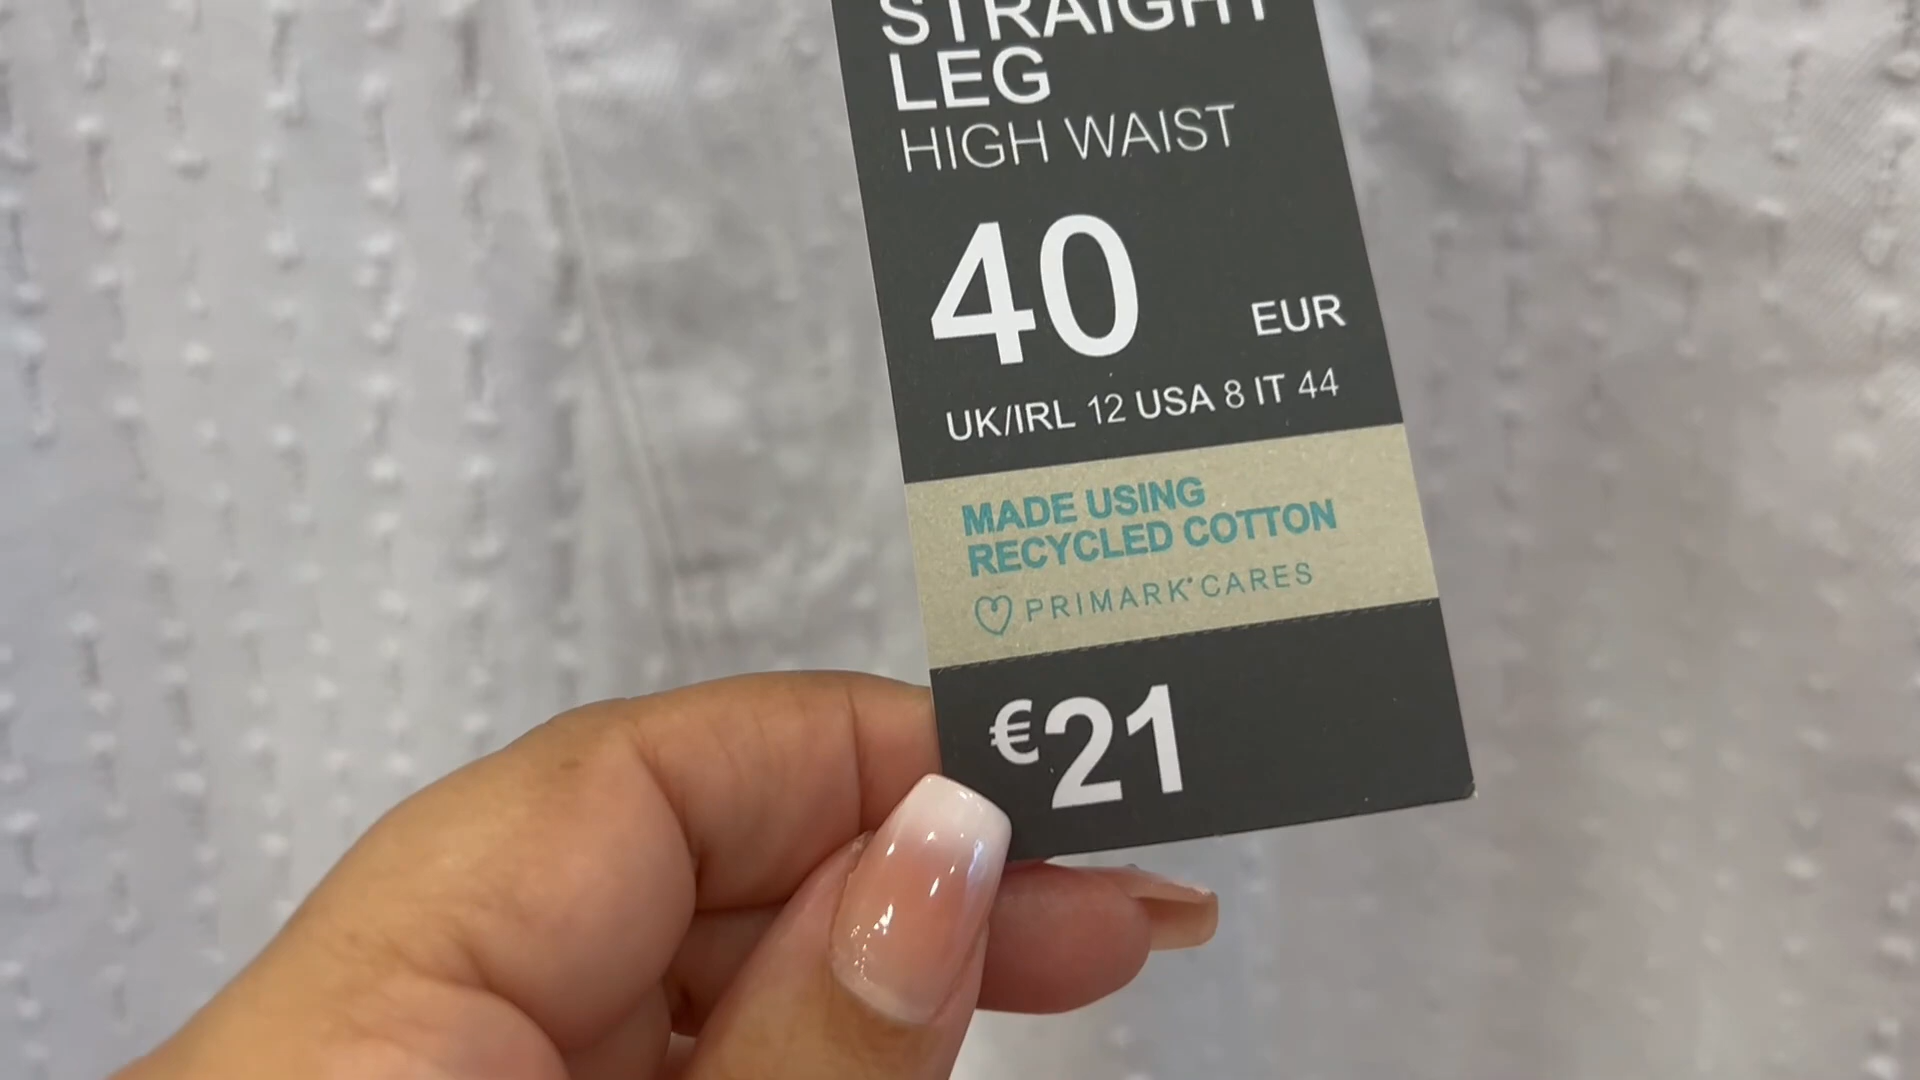 STRAIGHT
LEG
HIGH WAIST
40 EUR
UK/IRL 12 USA 8 IT 44
MADE USING
RECYCLED COTTON
PRIMARK CARES
€21